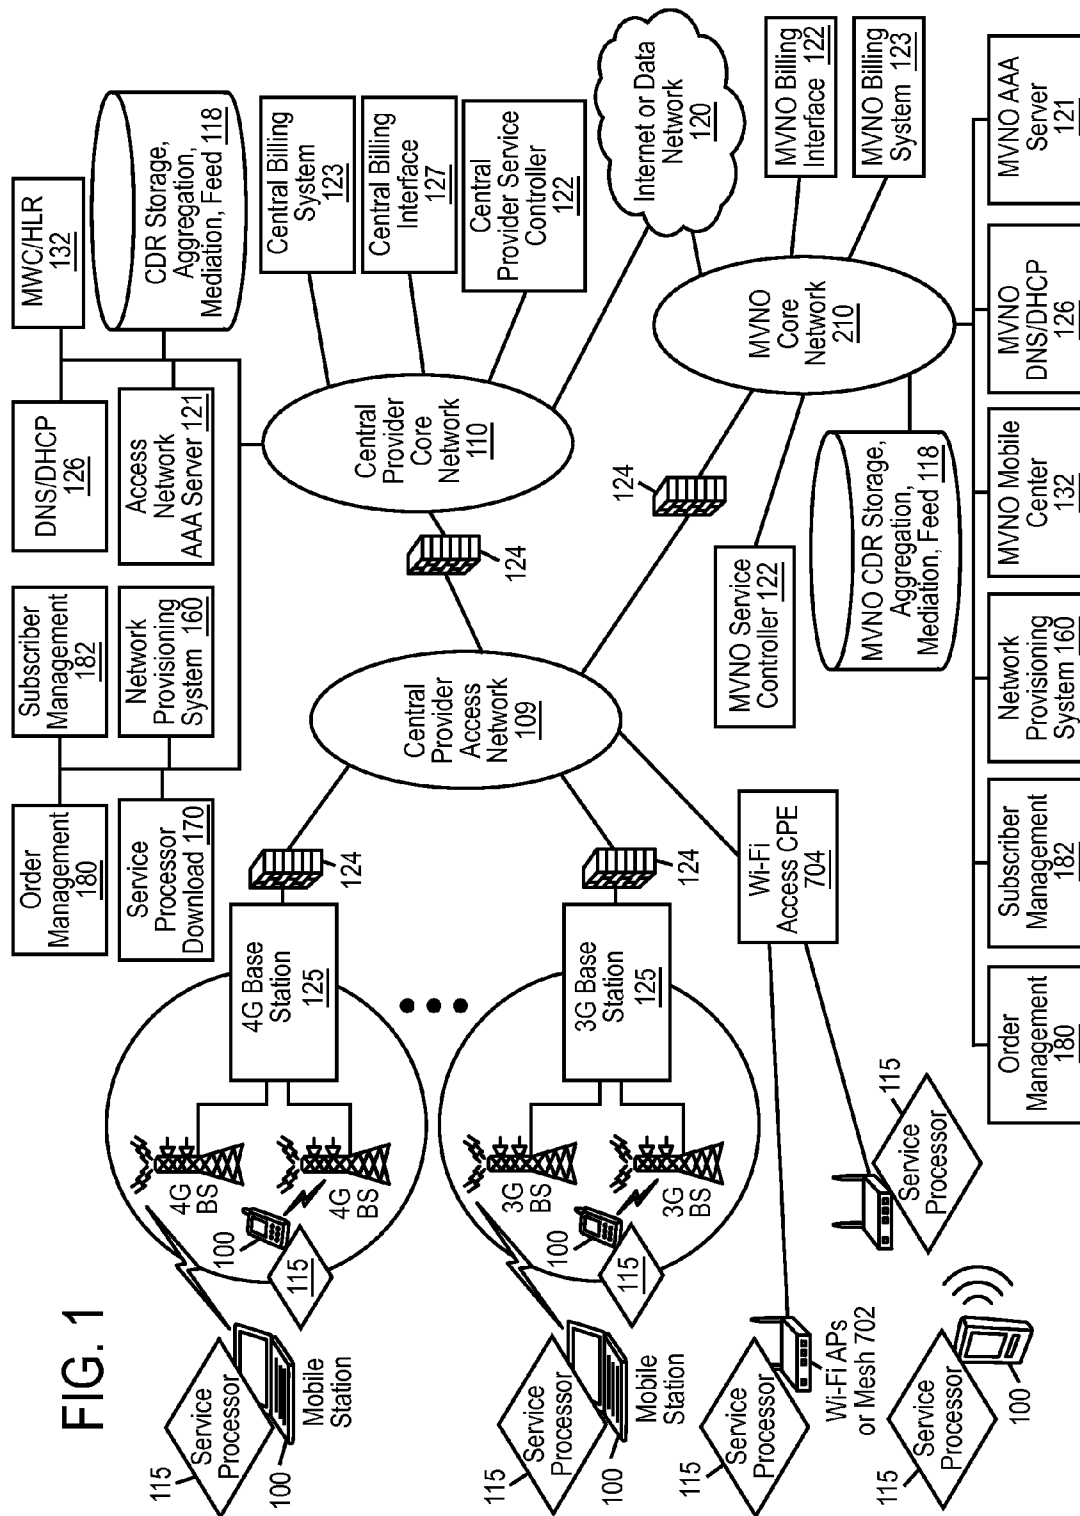 FIG. 1
Order
Management
180
Subscriber
Management
182
DNS/DHCP
126
MWC/HLR
132
Service
Processor
Download 170
Network
Provisioning
System 160
Access
Network
AAA Server 121
CDR Storage,
Aggregation,
Mediation, Feed 118
115
Service
Processor
100
Mobile
Station
4G
BS
100
115
4G
BS
4G Base
Station
125
124
Central
Provider
Access
Network
109
124
Central
Provider
Core
Network
110
Central Billing
System
123
Central Billing
Interface
127
Central
Provider Service
Controller
122
115
Service
Processor
100
Mobile
Station
3G
BS
100
115
3G
BS
3G Base
Station
125
124
124
Internet or Data
Network
120
115
Service
Processor
Wi-Fi APs
or Mesh 702
Wi-Fi
Access CPE
704
MVNO Service
Controller 122
MVNO
Core
Network
210
MVNO Billing
Interface 122
MVNO Billing
System 123
115
Service
Processor
MVNO CDR Storage,
Aggregation,
Mediation, Feed 118
115
Service
Processor
100
Order
Management
180
Subscriber
Management
182
Network
Provisioning
System 160
MVNO Mobile
Center
132
MVNO
DNS/DHCP
126
MVNO AAA
Server
121